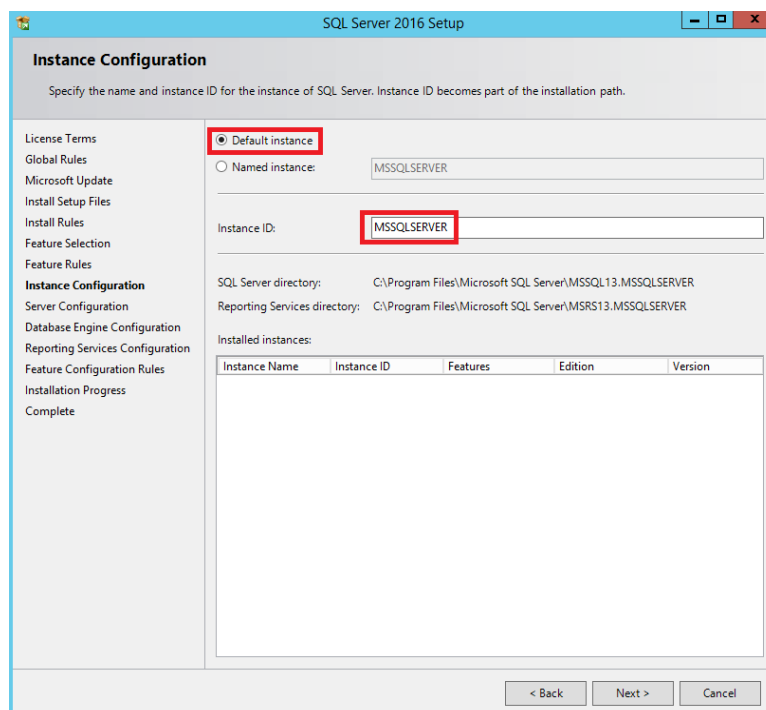 SQL Server 2016 Setup
Instance Configuration
Specify the name and instance ID for the instance of SQL Server. Instance ID becomes part of the installation path.
License Terms
Global Rules
Microsoft Update
Install Setup Files
Install Rules
Feature Selection
Feature Rules
Instance Configuration
Server Configuration
Database Engine Configuration
Reporting Services Configuration
Feature Configuration Rules
Installation Progress
Complete
Default instance
Named instance: MSSQLSERVER
Instance ID: MSSQLSERVER
SQL Server directory: C:\Program Files\Microsoft SQL Server\MSSQL13.MSSQLSERVER
Reporting Services directory: C:\Program Files\Microsoft SQL Server\MSRS13.MSSQLSERVER
Installed instances:
Instance Name Instance ID Features Edition Version
< Back Next > Cancel